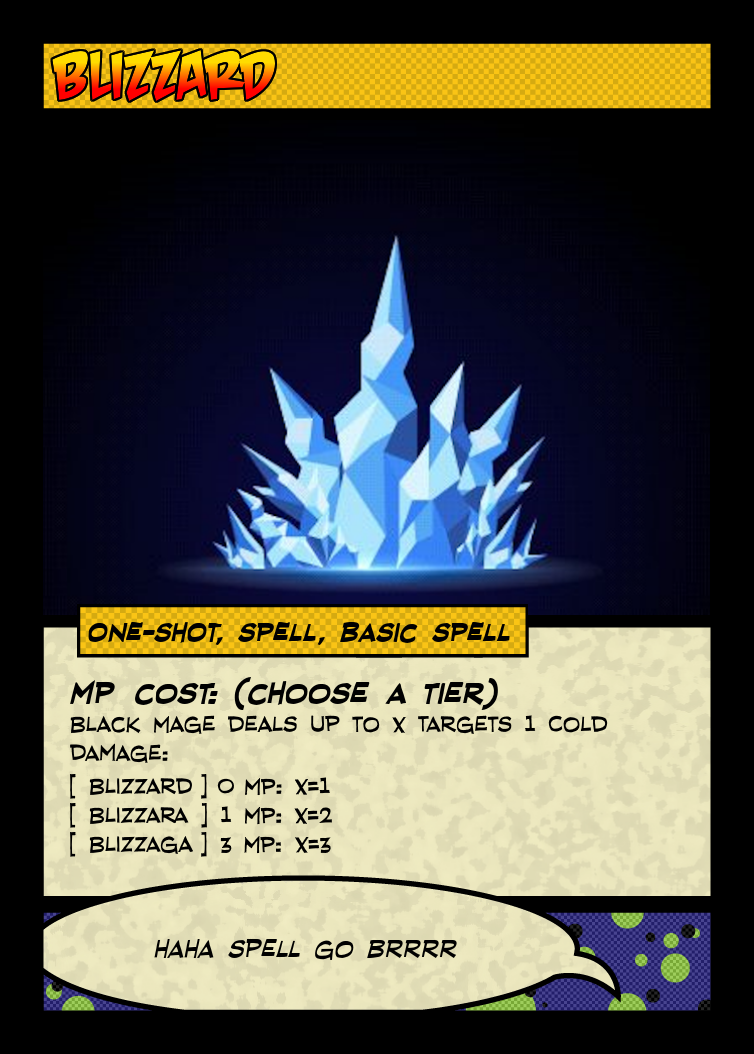 BLIZZARD
ONE-SHOT, SPELL, BASIC SPELL
MP COST: (CHOOSE A TIER)
BLACK MAGE DEALS UP TO X TARGETS 1 COLD
DAMAGE:
[ BLIZZARD ] 0 MP: X=1
[ BLIZZARA ] 1 MP: X=2
[ BLIZZAGA ] 3 MP: X=3
HAHA SPELL GO BRRRR